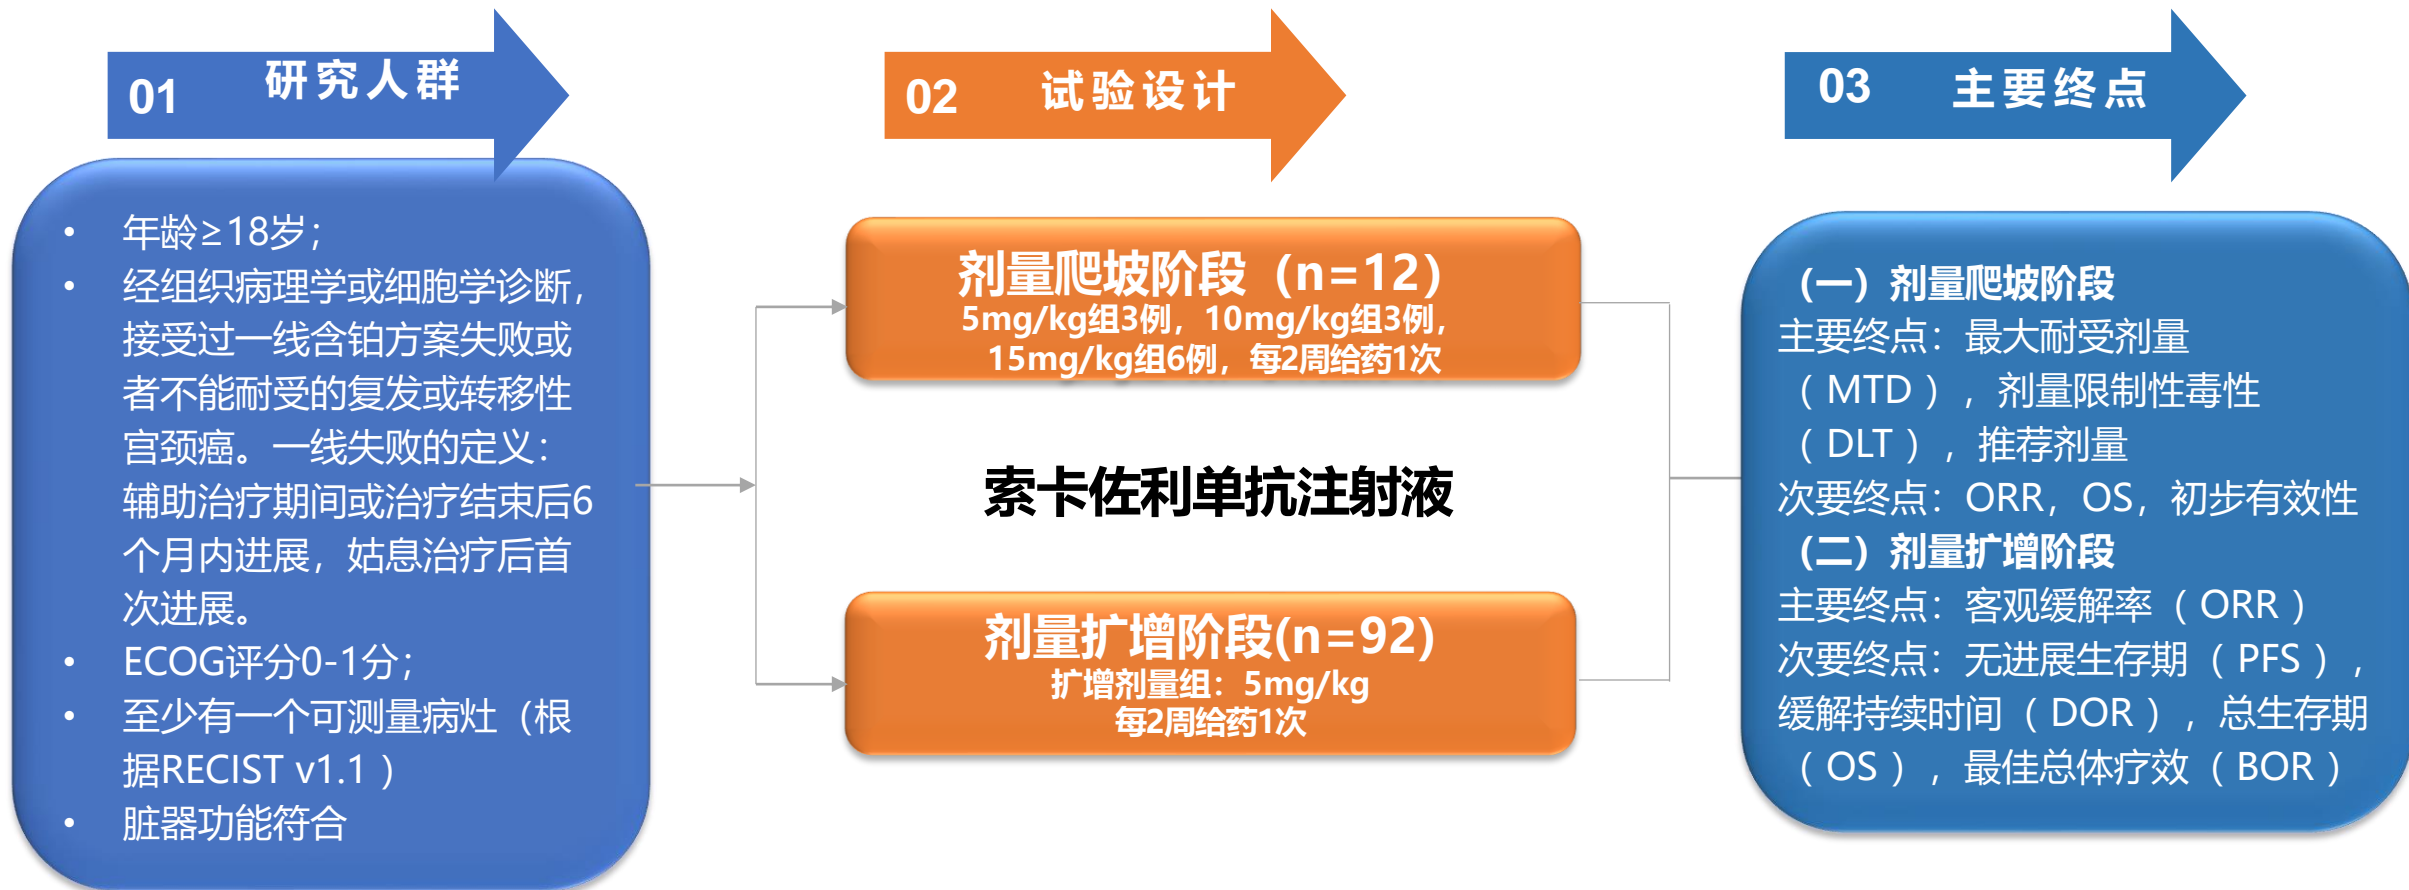 01 研究人群
• 年龄≥18岁；
• 经组织病理学或细胞学诊断，
接受过一线含铂方案失败或
者不能耐受的复发或转移性
宫颈癌。一线失败的定义：
辅助治疗期间或治疗结束后6
个月内进展，姑息治疗后首
次进展。
• ECOG评分0-1分；
• 至少有一个可测量病灶（根
据RECIST v1.1 ）
• 脏器功能符合
02 试验设计
剂量爬坡阶段（n=12）
5mg/kg组3例，10mg/kg组3例，
15mg/kg组6例，每2周给药1次
索卡佐利单抗注射液
剂量扩增阶段(n=92)
扩增剂量组：5mg/kg
每2周给药1次
03 主要终点
（一）剂量爬坡阶段
主要终点：最大耐受剂量
（ MTD ），剂量限制性毒性
（ DLT ），推荐剂量
次要终点：ORR，OS，初步有效性
（二）剂量扩增阶段
主要终点：客观缓解率（ ORR ）
次要终点：无进展生存期（ PFS ），
缓解持续时间（ DOR ），总生存期
（ OS ），最佳总体疗效（ BOR ）